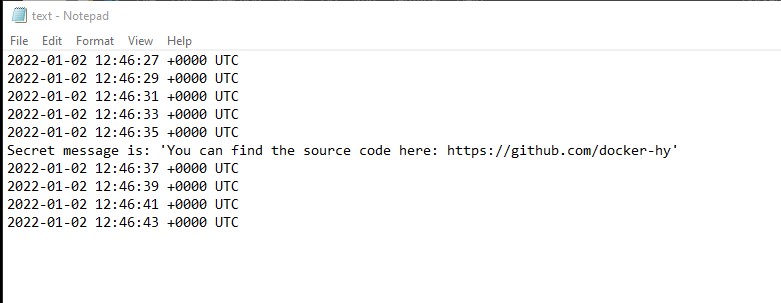 text - Notepad
File Edit Format View Help
2022-01-02 12:46:27 +0000 UTC
2022-01-02 12:46:29 +0000 UTC
2022-01-02 12:46:31 +0000 UTC
2022-01-02 12:46:33 +0000 UTC
2022-01-02 12:46:35 +0000 UTC
Secret message is: 'You can find the source code here: https://github.com/docker-hy'
2022-01-02 12:46:37 +0000 UTC
2022-01-02 12:46:39 +0000 UTC
2022-01-02 12:46:41 +0000 UTC
2022-01-02 12:46:43 +0000 UTC